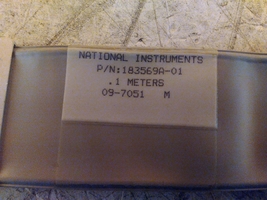 NATIONAL INSTRUMENTS
P/N:183569A-01
.1 METERS
09-7051 M